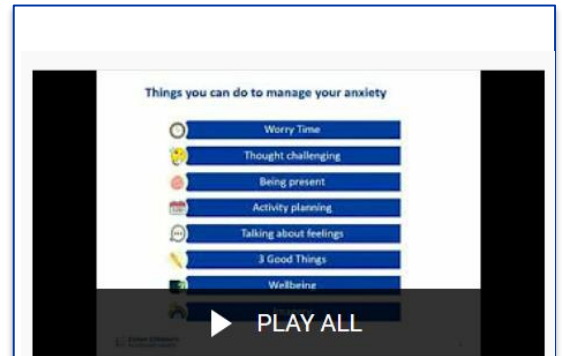 Things you can do to manage your anxiety
Worry Time
Thought challenging
Being present
Activity planning
Talking about feelings
3 Good Things
Wellbeing
PLAY ALL